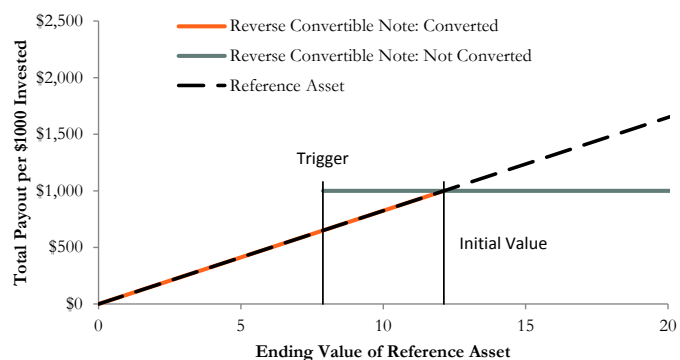 $2,500
$2,000
$1,500
$1,000
$500
$0
Total Payout per $1000 Invested
Reverse Convertible Note: Converted
Reverse Convertible Note: Not Converted
Reference Asset
Trigger
Initial Value
0 5 10 15 20
Ending Value of Reference Asset